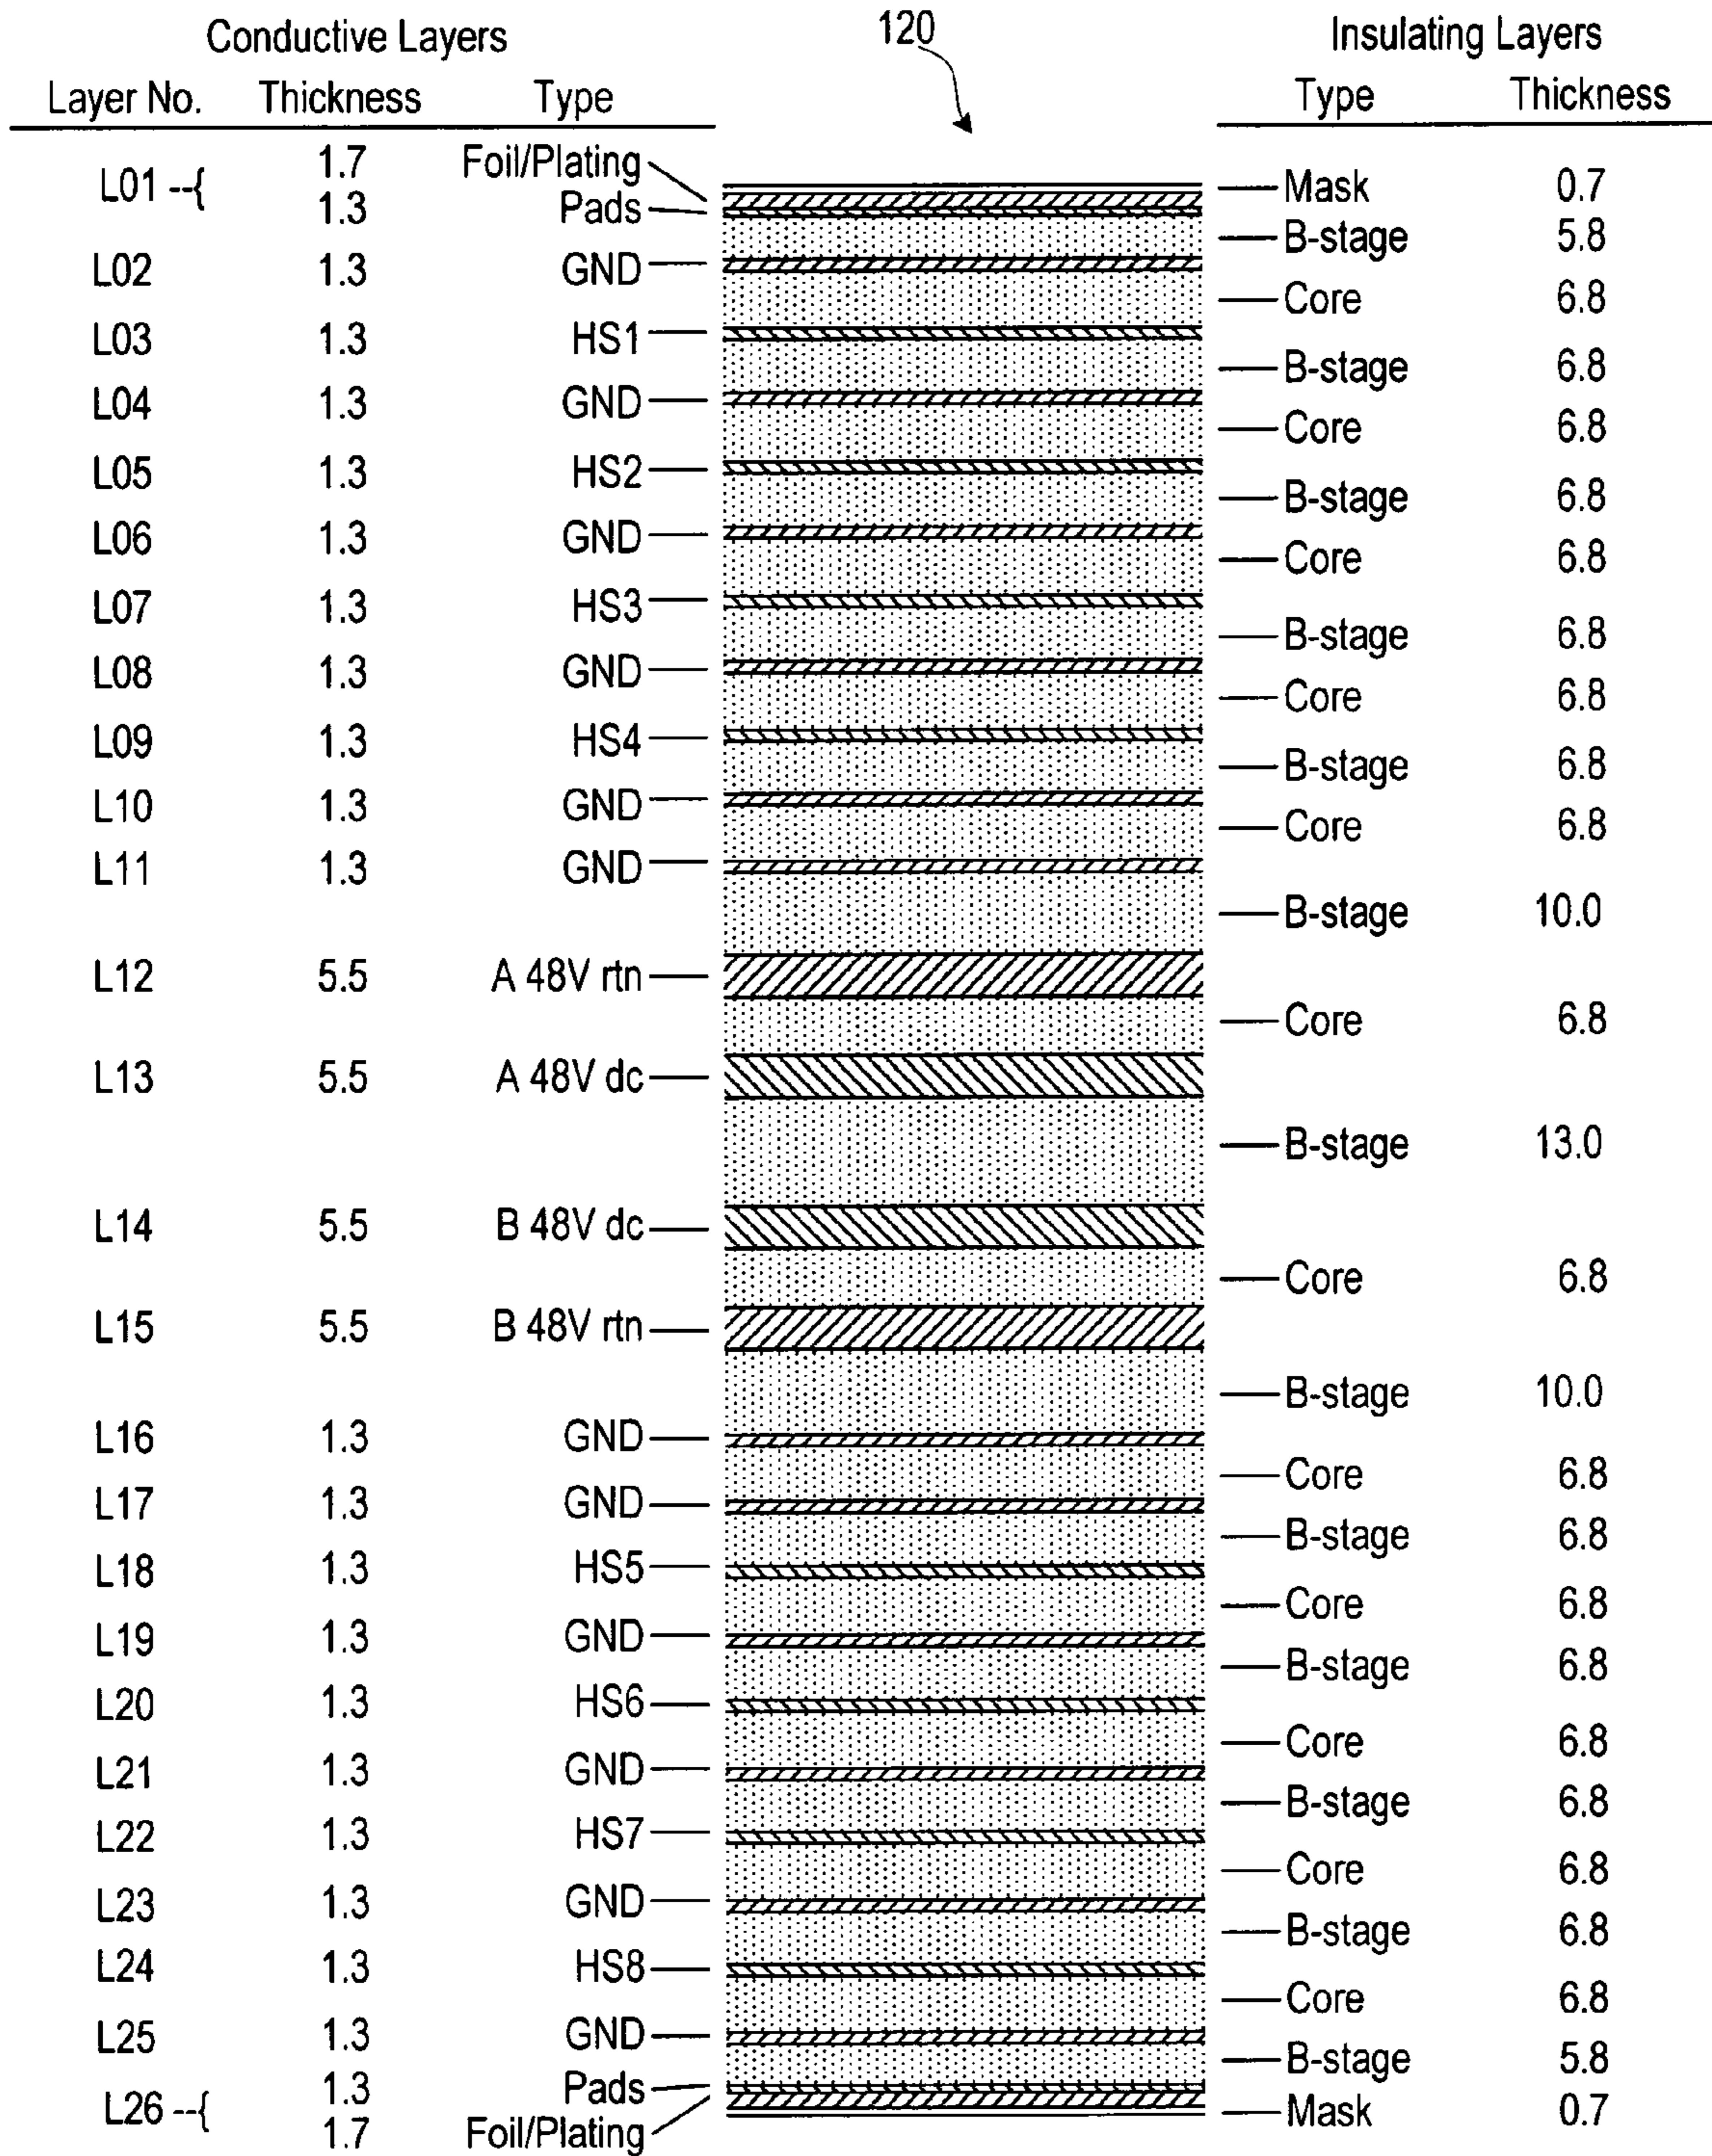 120
Conductive Layers
Insulating Layers
Layer No. Thickness Type
Type Thickness
L01 --{ 1.7 Foil/Plating
1.3 Pads
Mask 0.7
B-stage 5.8
L02 1.3 GND
Core 6.8
L03 1.3 HS1
B-stage 6.8
L04 1.3 GND
Core 6.8
L05 1.3 HS2
B-stage 6.8
L06 1.3 GND
Core 6.8
L07 1.3 HS3
B-stage 6.8
L08 1.3 GND
Core 6.8
L09 1.3 HS4
B-stage 6.8
L10 1.3 GND
Core 6.8
L11 1.3 GND
B-stage 10.0
L12 5.5 A 48V rtn
Core 6.8
L13 5.5 A 48V dc
B-stage 13.0
L14 5.5 B 48V dc
Core 6.8
L15 5.5 B 48V rtn
B-stage 10.0
L16 1.3 GND
Core 6.8
L17 1.3 GND
B-stage 6.8
L18 1.3 HS5
Core 6.8
L19 1.3 GND
B-stage 6.8
L20 1.3 HS6
Core 6.8
L21 1.3 GND
B-stage 6.8
L22 1.3 HS7
Core 6.8
L23 1.3 GND
B-stage 6.8
L24 1.3 HS8
Core 6.8
L25 1.3 GND
B-stage 5.8
L26 --{ 1.3 Pads
1.7 Foil/Plating
Mask 0.7